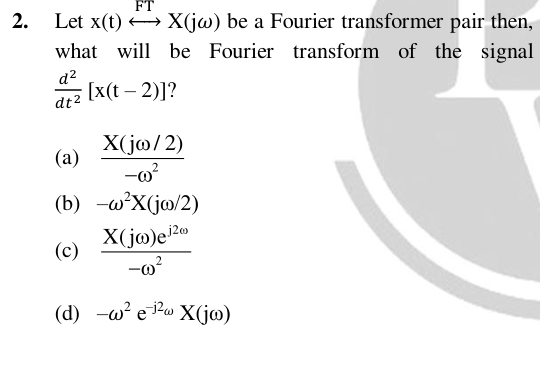 2. Let x(t) ⟷^FT X(jω) be a Fourier transformer pair then,
what will be Fourier transform of the signal
d²/dt² [x(t – 2)]?
(a) X(jω/2) / –ω²
(b) –ω²X(jω/2)
(c) X(jω)e^(j2ω) / –ω²
(d) –ω² e^(-j2ω) X(jω)